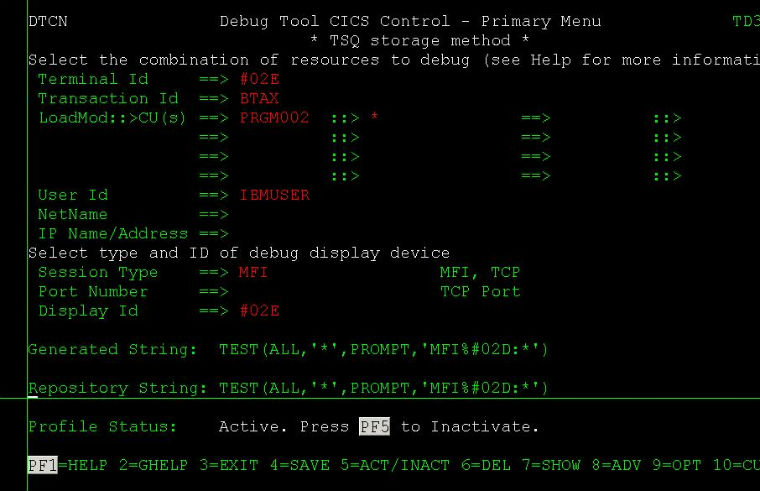 DTCN Debug Tool CICS Control - Primary Menu TD3
* TSQ storage method *
Select the combination of resources to debug (see Help for more informati
Terminal Id ==> #02E
Transaction Id ==> BTAX
LoadMod::>CU(s) ==> PRGM002 ::> * ==> ::>
==> ::> ==> ::>
==> ::> ==> ::>
==> ::> ==> ::>
User Id ==> IBMUSER
NetName ==>
IP Name/Address ==>
Select type and ID of debug display device
Session Type ==> MFI MFI, TCP
Port Number ==> TCP Port
Display Id ==> #02E
Generated String: TEST(ALL,'*',PROMPT,'MFI%#02D:*')
Repository String: TEST(ALL,'*',PROMPT,'MFI%#02D:*')
Profile Status: Active. Press PF5 to Inactivate.
PF1=HELP 2=GHELP 3=EXIT 4=SAVE 5=ACT/INACT 6=DEL 7=SHOW 8=ADV 9=OPT 10=CU